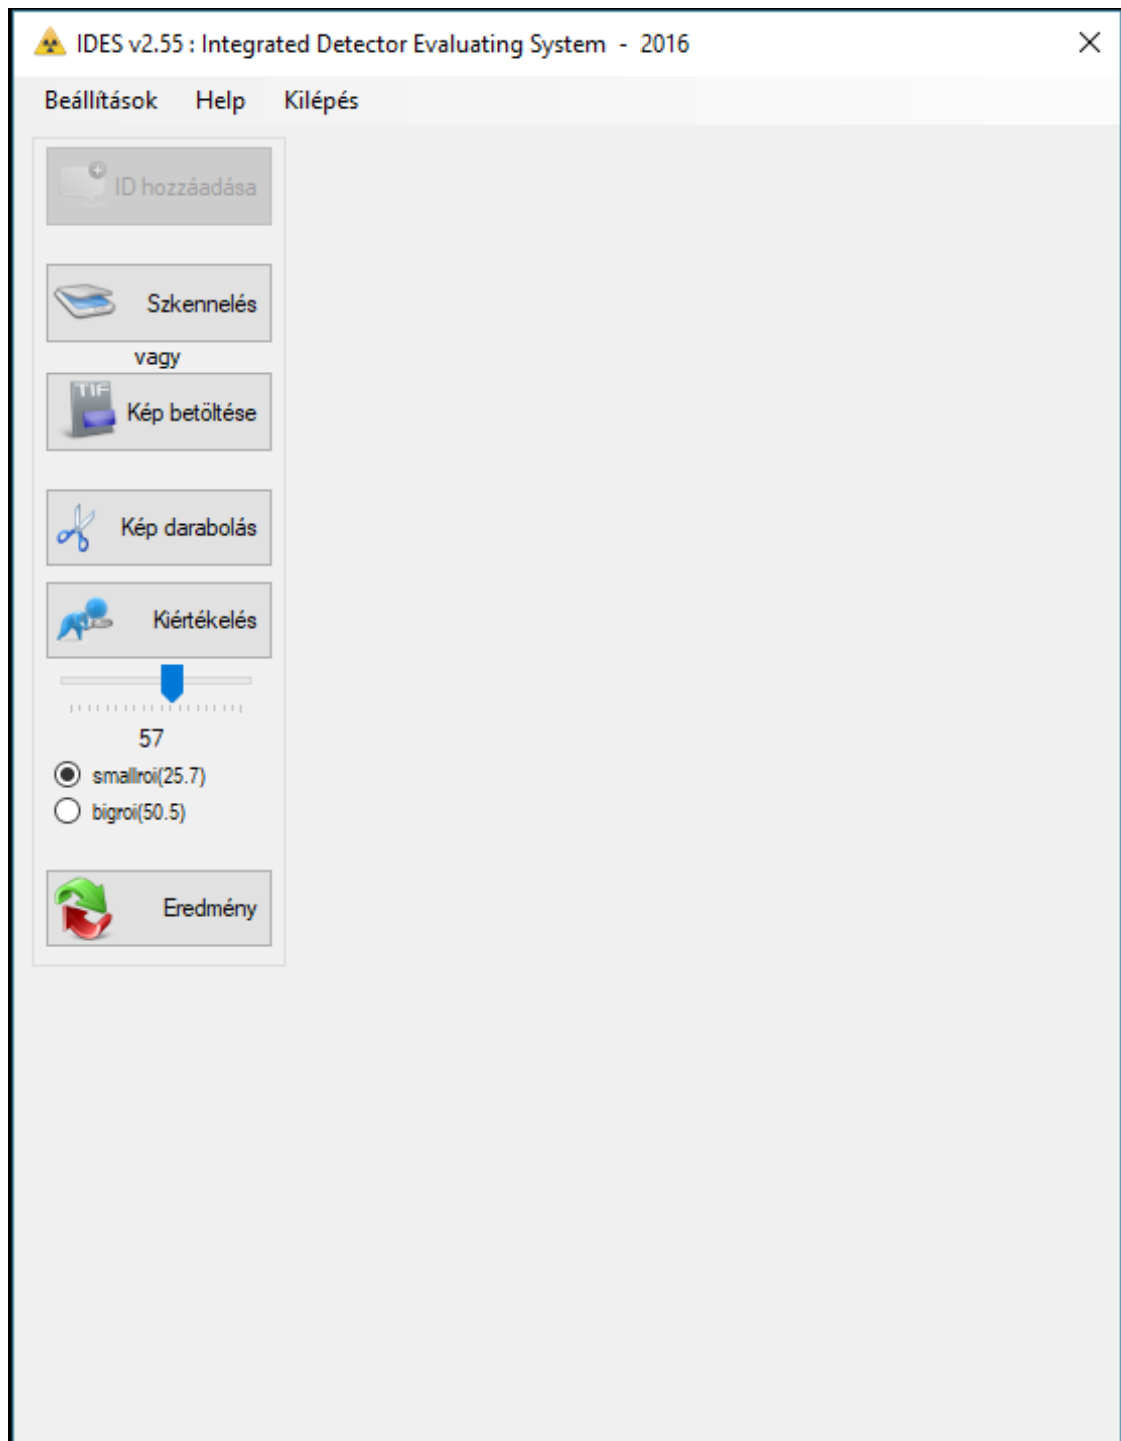 IDES v2.55 : Integrated Detector Evaluating System - 2016
Beállítások Help Kilépés
ID hozzáadása
Szkennelés
vagy
TIF
Kép betöltése
Kép darabolás
Kiértékelés
57
smallroi(25.7)
bigroi(50.5)
Eredmény